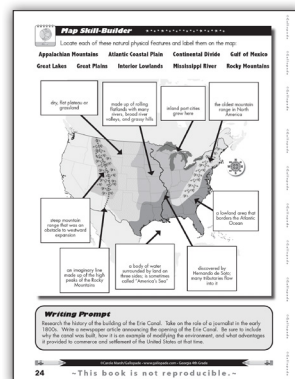 Map Skill-Builder
Locate each of these natural physical features and label them on the map:
Appalachian Mountains Atlantic Coastal Plain Continental Divide Gulf of Mexico
Great Lakes Great Plains Interior Lowlands Mississippi River Rocky Mountains
dry, flat plateau or
grassland
made up of rolling
flatlands with many
rivers, broad river
valleys, and grassy hills
inland port cities
grew here
the oldest mountain
range in North
America
steep mountain
range that was an
obstacle to westward
expansion
a lowland area that
borders the Atlantic
Ocean
an imaginary line
made up of the high
peaks of the Rocky
Mountains
a body of water
surrounded by land on
three sides; is sometimes
called "America's Sea"
discovered by
Hernando de Soto;
many tributaries flow
into it
Writing Prompt
Research the history of the building of the Erie Canal. Take on the role of a journalist in the early
1800s. Write a newspaper article announcing the opening of the Erie Canal. Be sure to include
why the canal was built, how it is an example of modifying the environment, and what advantages
it provided to commerce and settlement of the United States at that time.
©Carole Marsh/Gallopade • www.gallopade.com • Georgia 4th Grade
24 ~This book is not reproducible.~